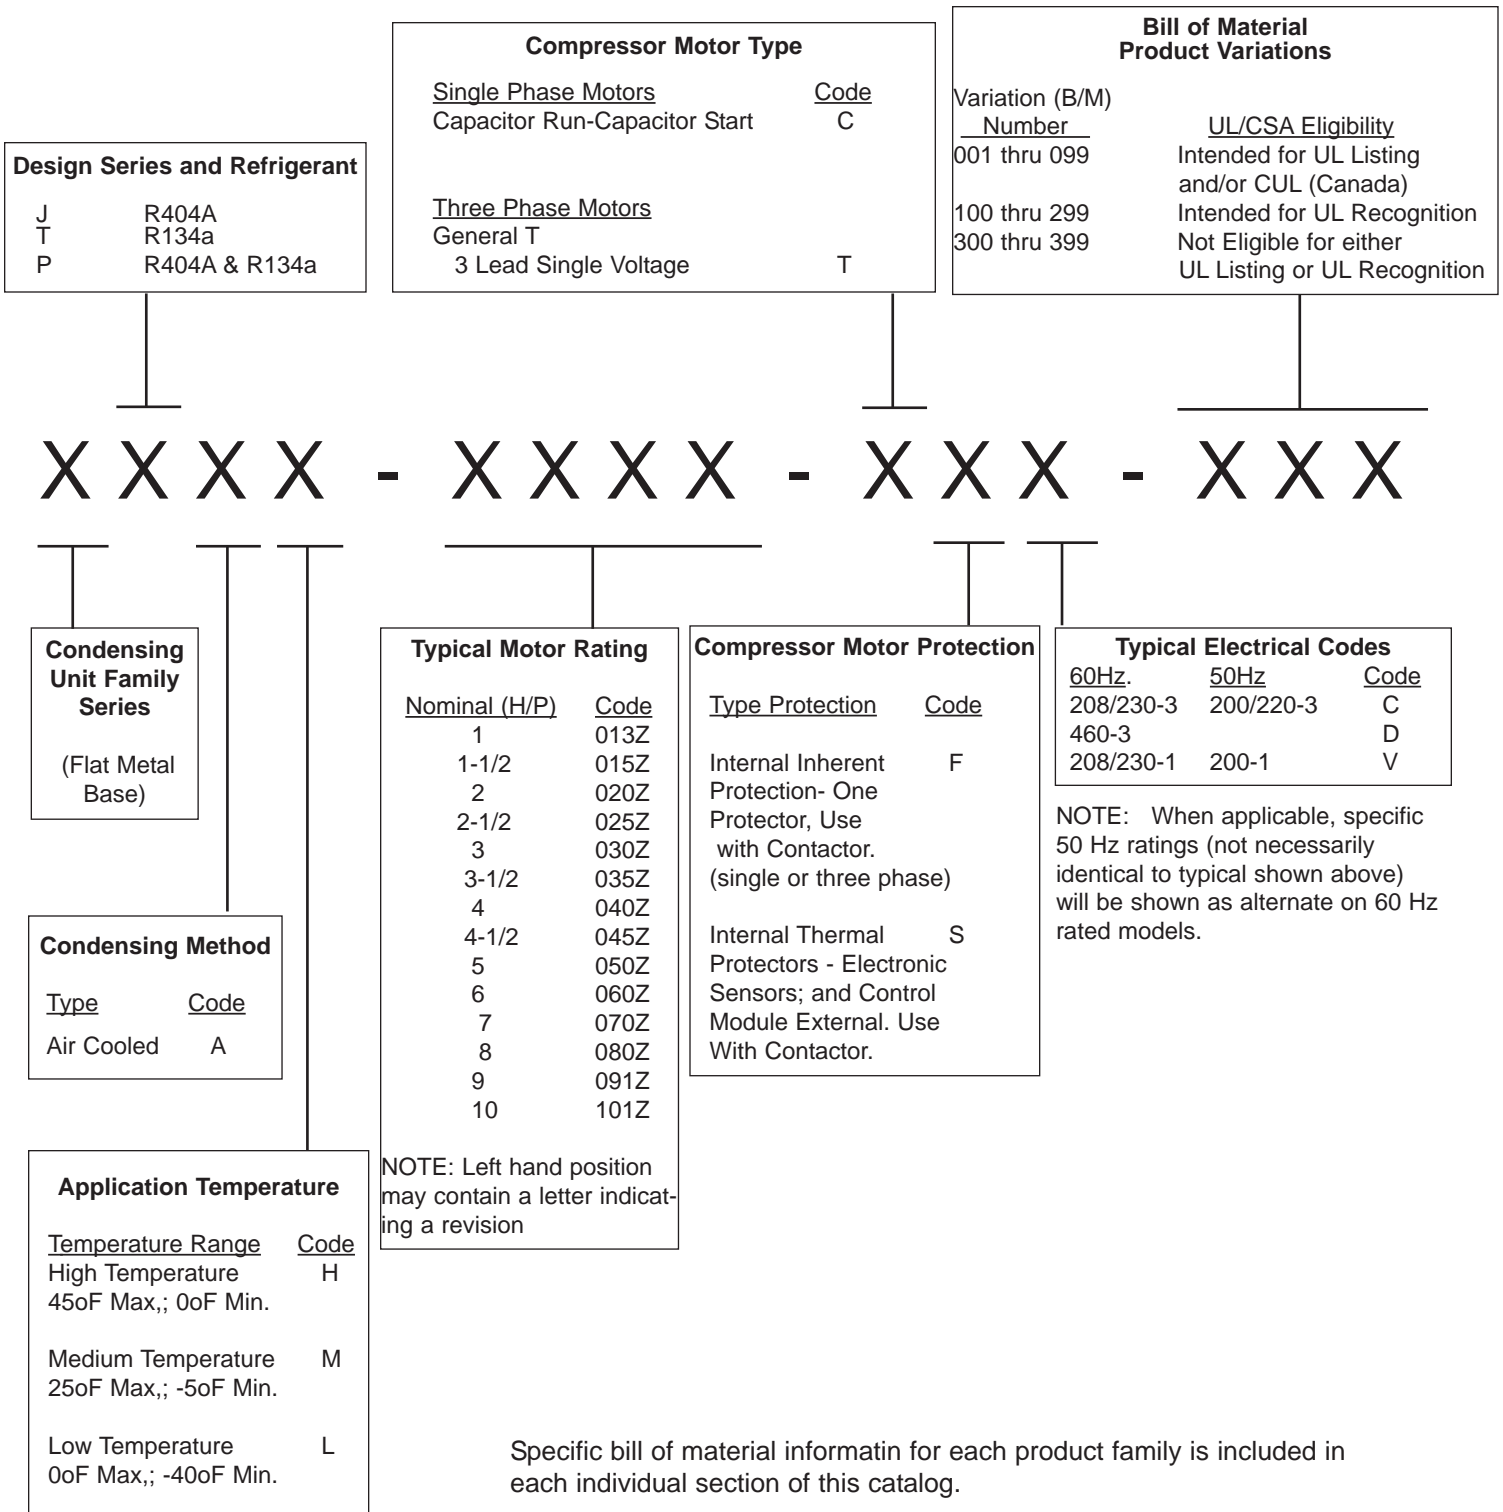 Compressor Motor Type
Single Phase Motors Code
Capacitor Run-Capacitor Start C
Three Phase Motors
General T
3 Lead Single Voltage T
Bill of Material
Product Variations
Variation (B/M)
Number UL/CSA Eligibility
001 thru 099 Intended for UL Listing
and/or CUL (Canada)
100 thru 299 Intended for UL Recognition
300 thru 399 Not Eligible for either
UL Listing or UL Recognition
Design Series and Refrigerant
J R404A
T R134a
P R404A & R134a
X X X X - X X X X - X X X - X X X
Condensing
Unit Family
Series
(Flat Metal
Base)
Condensing Method
Type Code
Air Cooled A
Application Temperature
Temperature Range Code
High Temperature H
45oF Max,; 0oF Min.
Medium Temperature M
25oF Max,; -5oF Min.
Low Temperature L
0oF Max,; -40oF Min.
Typical Motor Rating
Nominal (H/P) Code
1 013Z
1-1/2 015Z
2 020Z
2-1/2 025Z
3 030Z
3-1/2 035Z
4 040Z
4-1/2 045Z
5 050Z
6 060Z
7 070Z
8 080Z
9 091Z
10 101Z
NOTE: Left hand position
may contain a letter indicat-
ing a revision
Compressor Motor Protection
Type Protection Code
Internal Inherent F
Protection- One
Protector, Use
with Contactor.
(single or three phase)
Internal Thermal S
Protectors - Electronic
Sensors; and Control
Module External. Use
With Contactor.
Typical Electrical Codes
60Hz. 50Hz Code
208/230-3 200/220-3 C
460-3 D
208/230-1 200-1 V
NOTE: When applicable, specific
50 Hz ratings (not necessarily
identical to typical shown above)
will be shown as alternate on 60 Hz
rated models.
Specific bill of material informatin for each product family is included in
each individual section of this catalog.